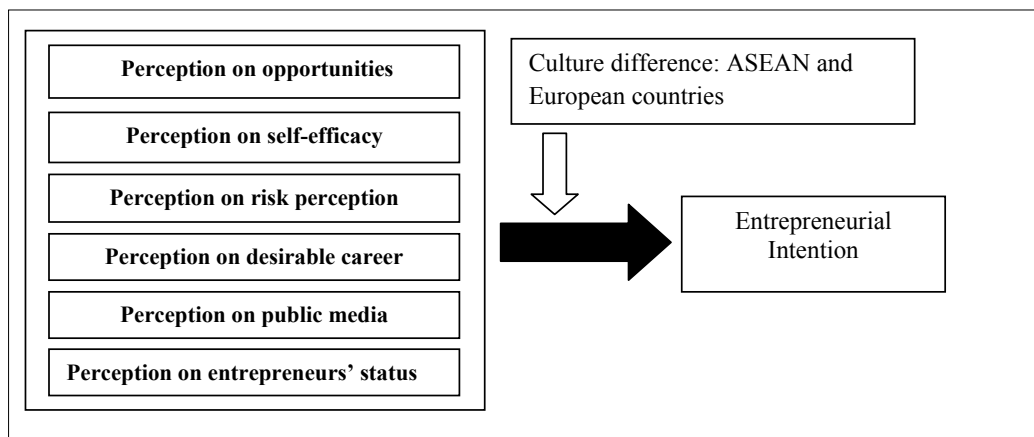 Perception on opportunities
Perception on self-efficacy
Perception on risk perception
Perception on desirable career
Perception on public media
Perception on entrepreneurs’ status
Culture difference: ASEAN and
European countries
Entrepreneurial
Intention